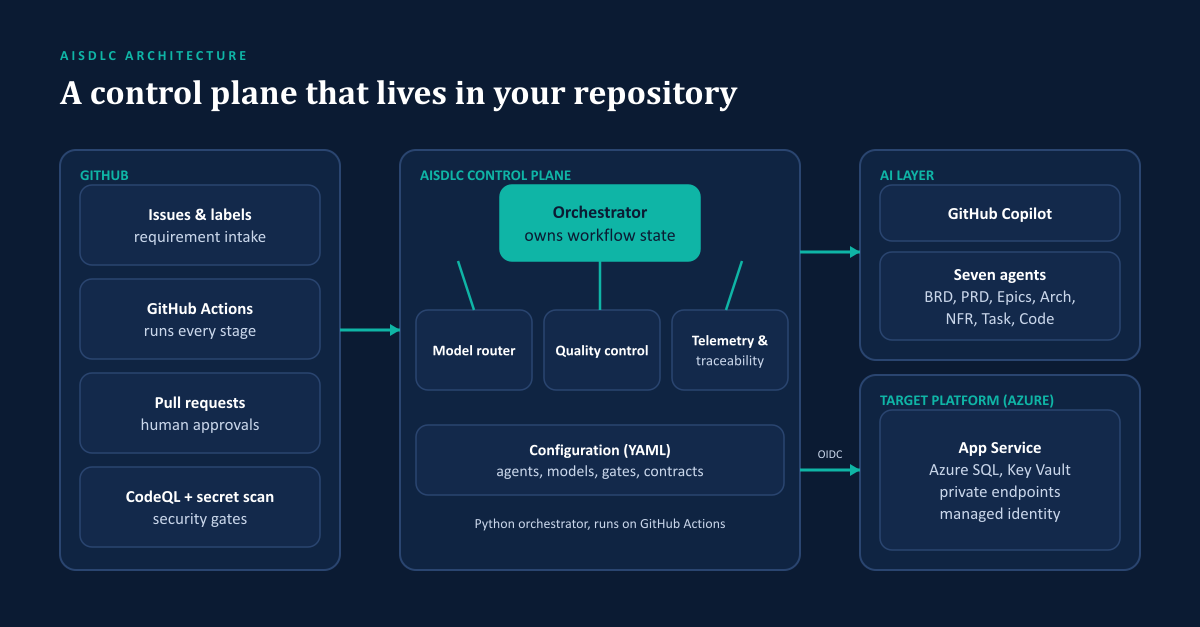 AISDLC ARCHITECTURE
A control plane that lives in your repository
GITHUB
Issues & labels
requirement intake
GitHub Actions
runs every stage
Pull requests
human approvals
CodeQL + secret scan
security gates
AISDLC CONTROL PLANE
Orchestrator
owns workflow state
Model router
Quality control
Telemetry &
traceability
Configuration (YAML)
agents, models, gates, contracts
Python orchestrator, runs on GitHub Actions
OIDC
AI LAYER
GitHub Copilot
Seven agents
BRD, PRD, Epics, Arch,
NFR, Task, Code
TARGET PLATFORM (AZURE)
App Service
Azure SQL, Key Vault
private endpoints
managed identity